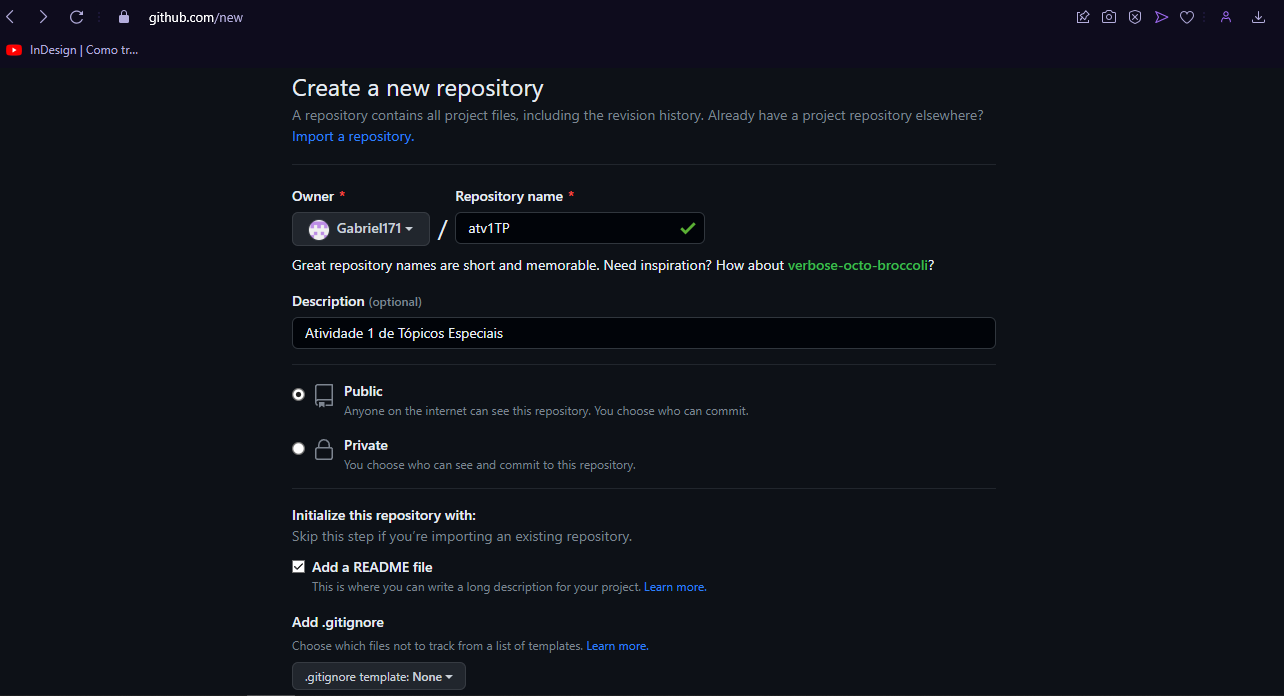 github.com/new
InDesign | Como tr...
Create a new repository
A repository contains all project files, including the revision history. Already have a project repository elsewhere?
Import a repository.
Owner *
Repository name *
Gabriel171
/
atv1TP
Great repository names are short and memorable. Need inspiration? How about verbose-octo-broccoli?
Description (optional)
Atividade 1 de Tópicos Especiais
Public
Anyone on the internet can see this repository. You choose who can commit.
Private
You choose who can see and commit to this repository.
Initialize this repository with:
Skip this step if you're importing an existing repository.
Add a README file
This is where you can write a long description for your project. Learn more.
Add .gitignore
Choose which files not to track from a list of templates. Learn more.
.gitignore template: None